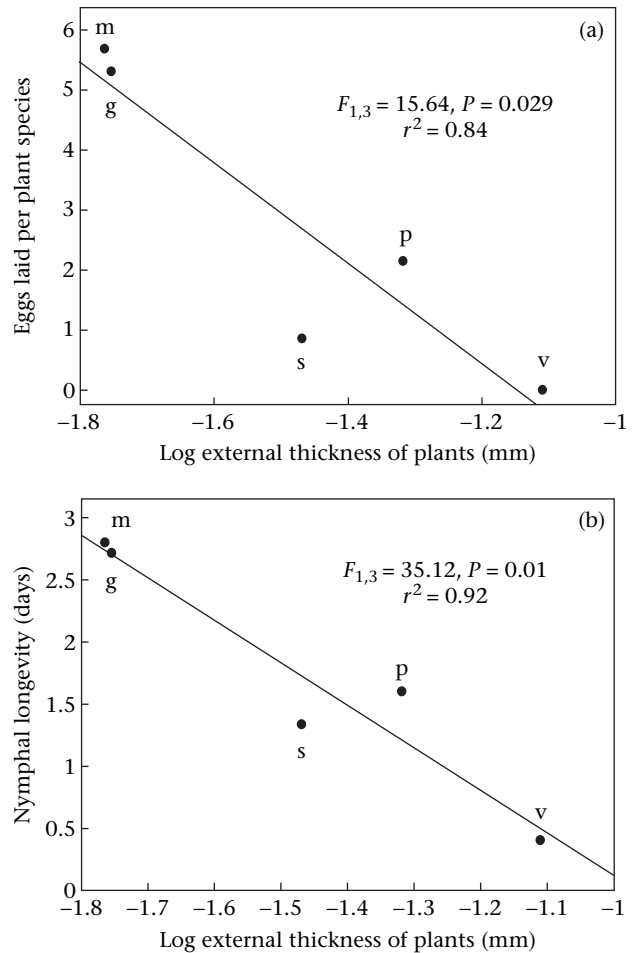 (a)
Eggs laid per plant species
6
5
4
3
2
1
0
m
g
F1,3 = 15.64, P = 0.029
r2 = 0.84
p
s
v
−1.8 −1.6 −1.4 −1.2 −1
Log external thickness of plants (mm)
(b)
Nymphal longevity (days)
3
2.5
2
1.5
1
0.5
0
m
g
F1,3 = 35.12, P = 0.01
r2 = 0.92
p
s
v
−1.8 −1.7 −1.6 −1.5 −1.4 −1.3 −1.2 −1.1 −1
Log external thickness of plants (mm)